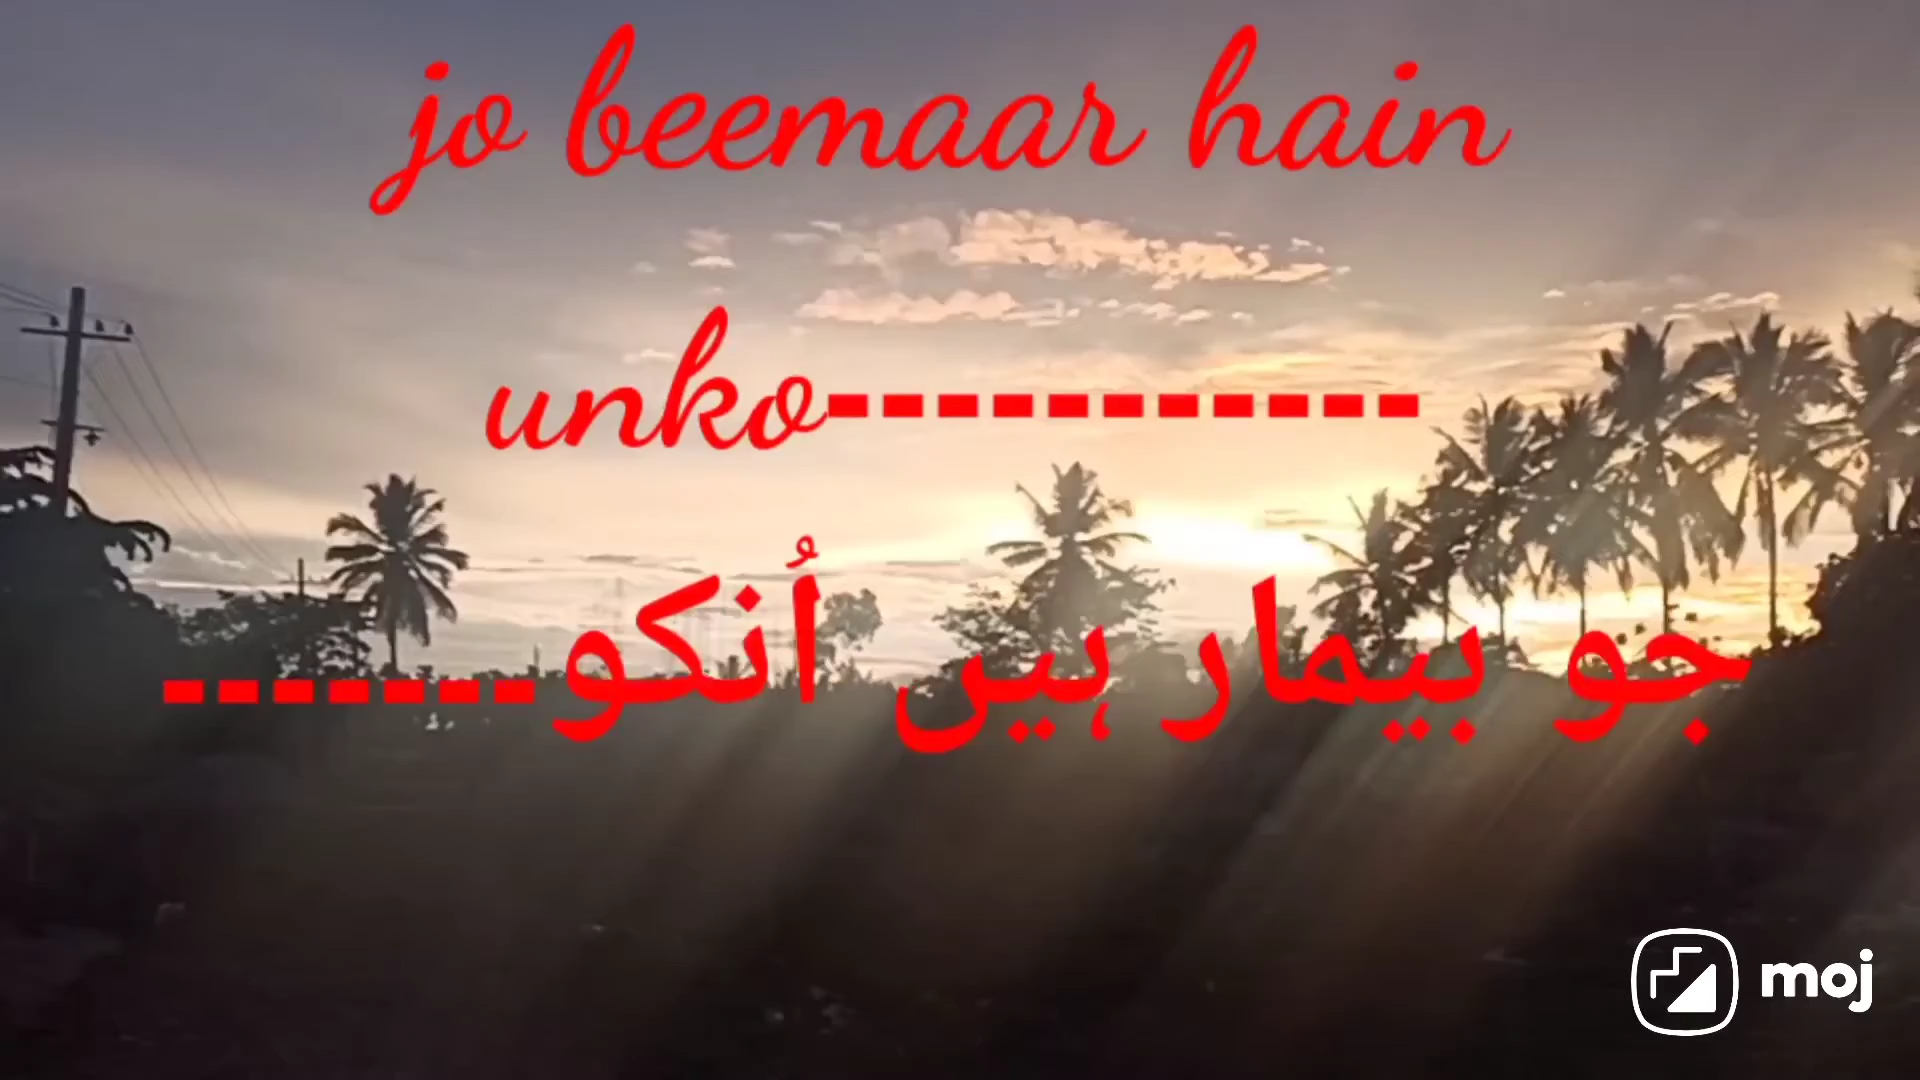 jo beemaar hain
unko-----------
جو بیمار ہیں اُنکو-------
moj